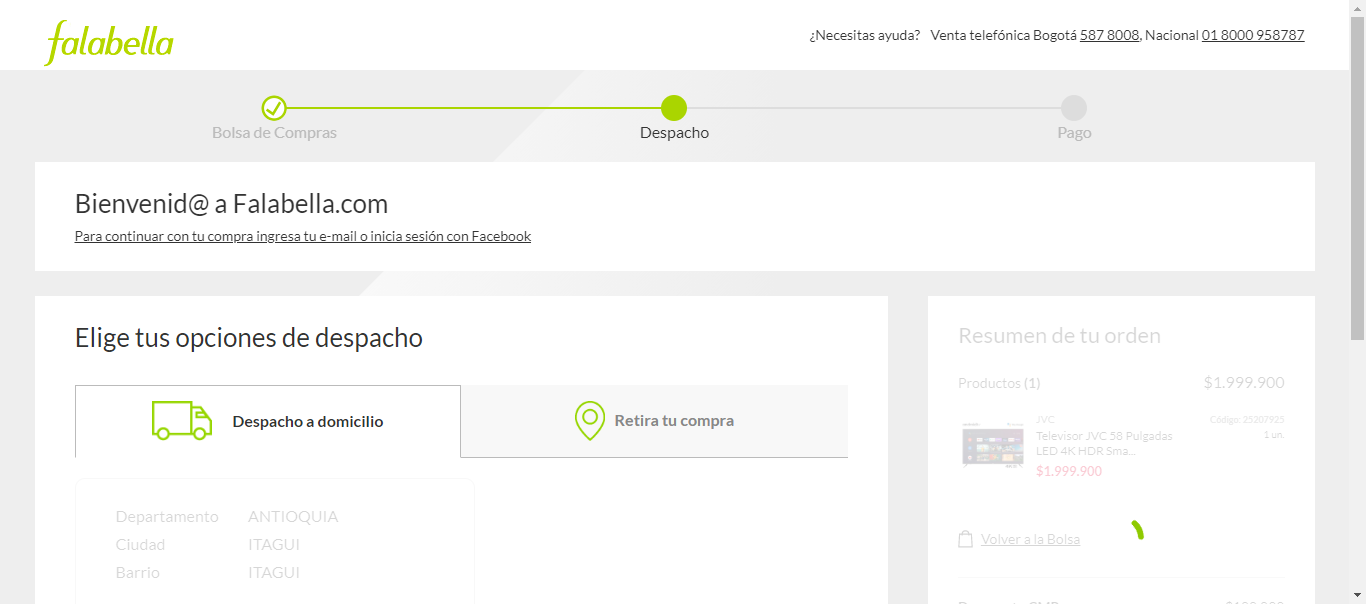 falabella
¿Necesitas ayuda? Venta telefónica Bogotá 587 8008, Nacional 01 8000 958787
Bolsa de Compras
Despacho
Pago
Bienvenid@ a Falabella.com
Para continuar con tu compra ingresa tu e-mail o inicia sesión con Facebook
Elige tus opciones de despacho
Despacho a domicilio
Retira tu compra
Departamento ANTIOQUIA
Ciudad ITAGUI
Barrio ITAGUI
Resumen de tu orden
Productos (1) $1.999.900
JVC Código: 25207925
Televisor JVC 58 Pulgadas 1 un.
LED 4K HDR Sma...
$1.999.900
Volver a la Bolsa